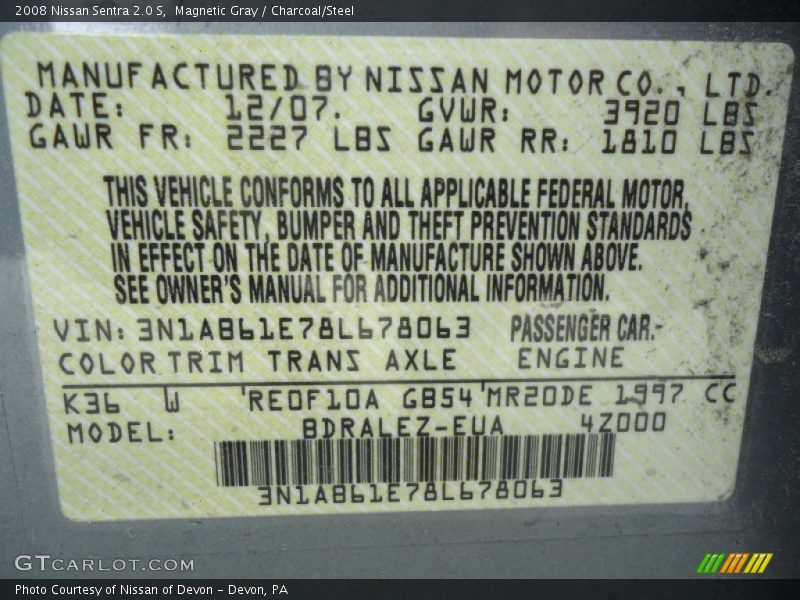 2008 Nissan Sentra 2.0 S,  Magnetic Gray / Charcoal/Steel
MANUFACTURED BY NISSAN MOTOR CO., LTD.
DATE: 12/07. GVWR: 3920 LBS
GAWR FR: 2227 LBS GAWR RR: 1810 LBS
THIS VEHICLE CONFORMS TO ALL APPLICABLE FEDERAL MOTOR
VEHICLE SAFETY, BUMPER AND THEFT PREVENTION STANDARDS
IN EFFECT ON THE DATE OF MANUFACTURE SHOWN ABOVE.
SEE OWNER'S MANUAL FOR ADDITIONAL INFORMATION.
VIN: 3N1AB61E78L678063 PASSENGER CAR.
COLOR TRIM TRANS AXLE ENGINE
K36 W RE0F10A GB54 MR20DE 1997 CC
MODEL: BDRALEZ-EUA 4Z000
3N1AB61E78L678063
GTCARLOT.COM
Photo Courtesy of Nissan of Devon - Devon, PA